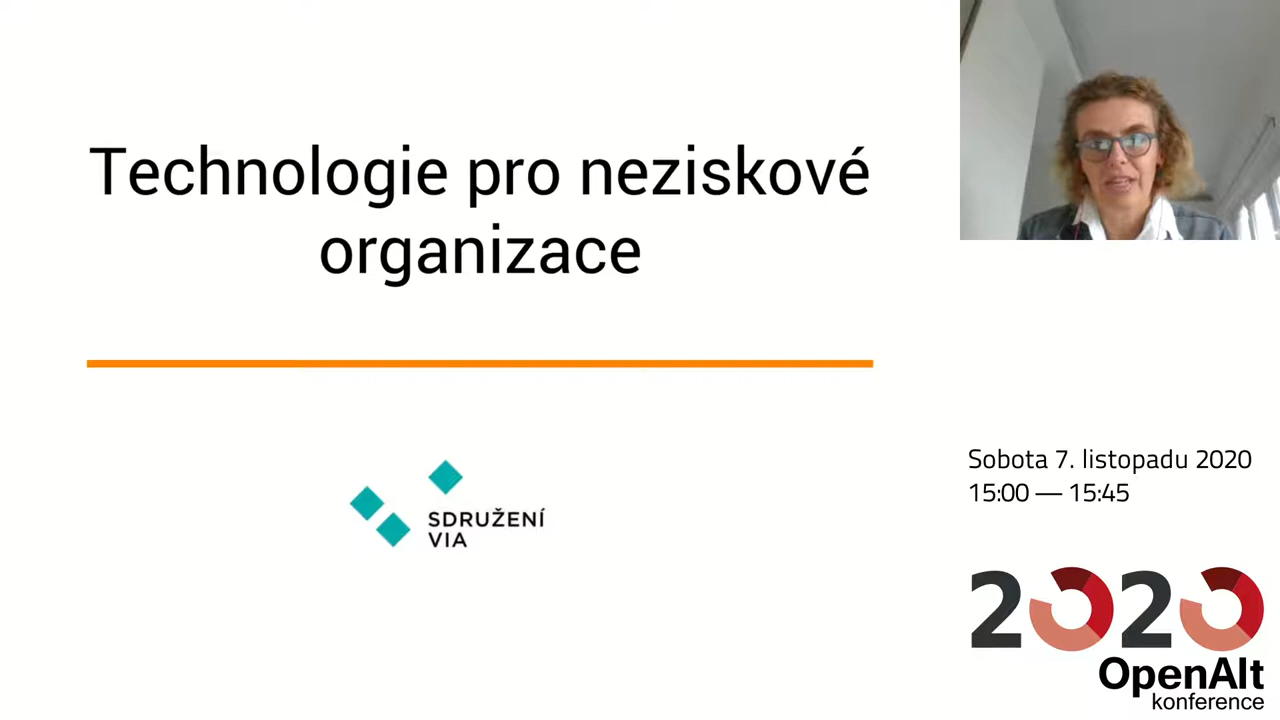 Technologie pro neziskové
organizace
SDRUŽENÍ
VIA
Sobota 7. listopadu 2020
15:00 — 15:45
2020
OpenAlt
konference